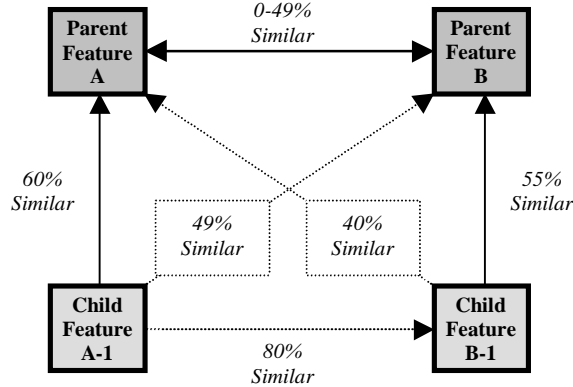 0-49%
Similar
Parent
Feature
A
Parent
Feature
B
60%
Similar
49%
Similar
40%
Similar
55%
Similar
Child
Feature
A-1
80%
Similar
Child
Feature
B-1